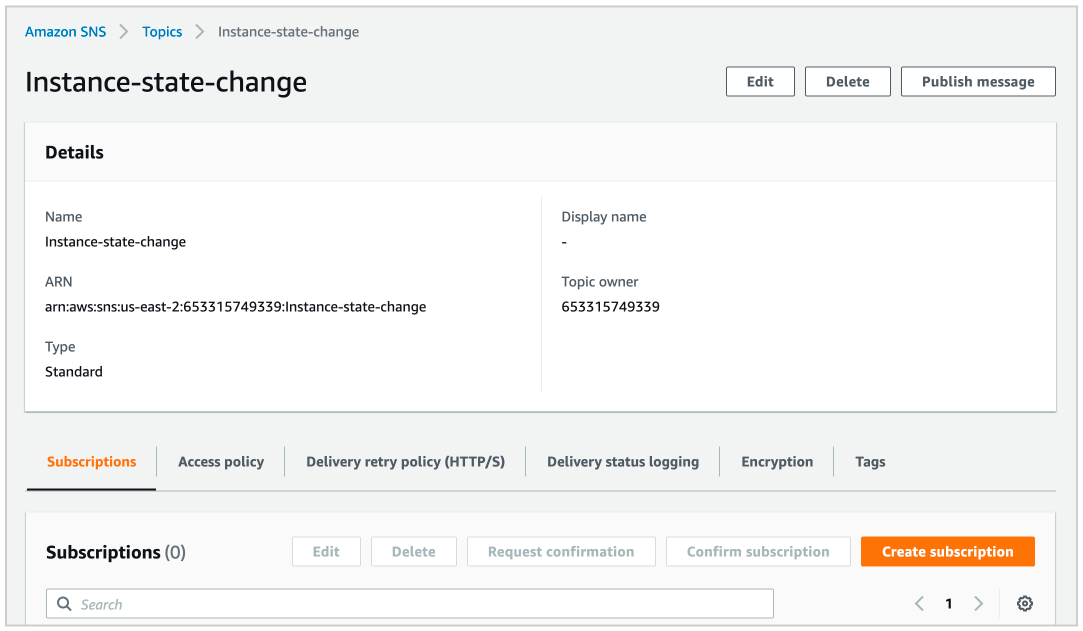 Amazon SNS > Topics > Instance-state-change
Instance-state-change
Edit Delete Publish message
Details
Name
Instance-state-change
Display name
-
ARN
arn:aws:sns:us-east-2:653315749339:Instance-state-change
Topic owner
653315749339
Type
Standard
Subscriptions Access policy Delivery retry policy (HTTP/S) Delivery status logging Encryption Tags
Subscriptions (0) Edit Delete Request confirmation Confirm subscription Create subscription
Search < 1 >